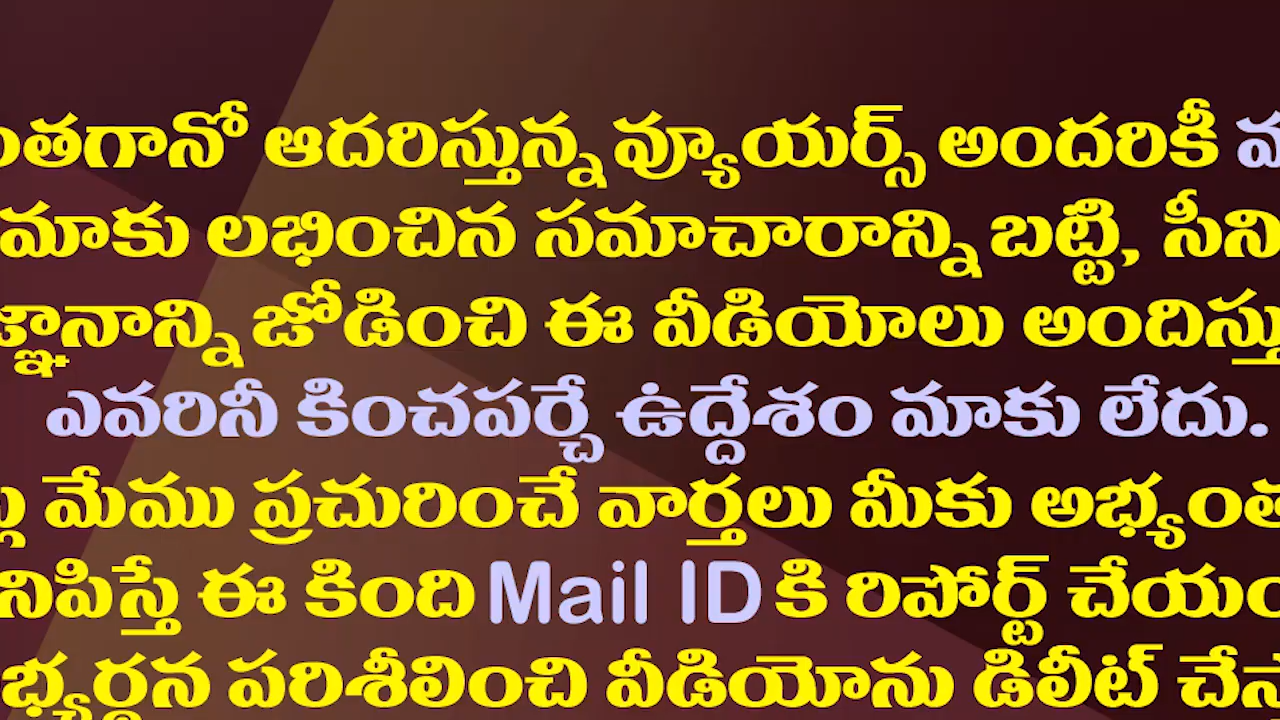 ఆదరిస్తున్న వ్యూయర్స్ అందరికీ
మాకు లభించిన సమాచారాన్ని బట్టి,
జోడించి ఈ వీడియోలు
ఎవరినీ కించపర్చే ఉద్దేశం మాకు లేదు.
మేము ప్రచురించే వార్తలు మీకు
ఈ కింది Mail ID కి రిపోర్ట్
పరిశీలించి వీడియోను డిలీట్